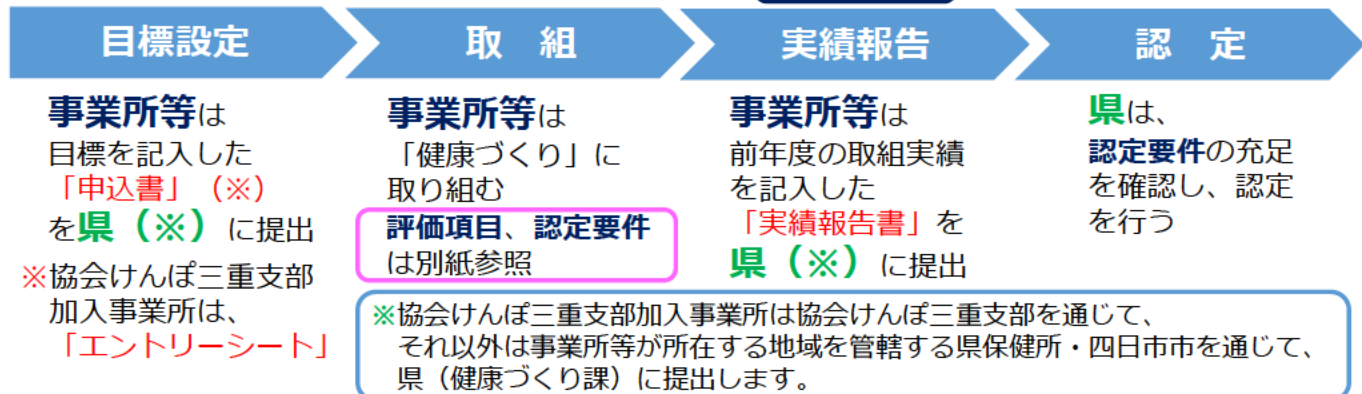 目標設定
取　組
実績報告
認　定
事業所等は
目標を記入した
「申込書」（※）
を県（※）に提出
※協会けんぽ三重支部
加入事業所は、
「エントリーシート」
事業所等は
「健康づくり」に
取り組む
評価項目、認定要件
は別紙参照
事業所等は
前年度の取組実績
を記入した
「実績報告書」を
県（※）に提出
県は、
認定要件の充足
を確認し、認定
を行う
※協会けんぽ三重支部加入事業所は協会けんぽ三重支部を通じて、
それ以外は事業所等が所在する地域を管轄する県保健所・四日市市を通じて、
県（健康づくり課）に提出します。